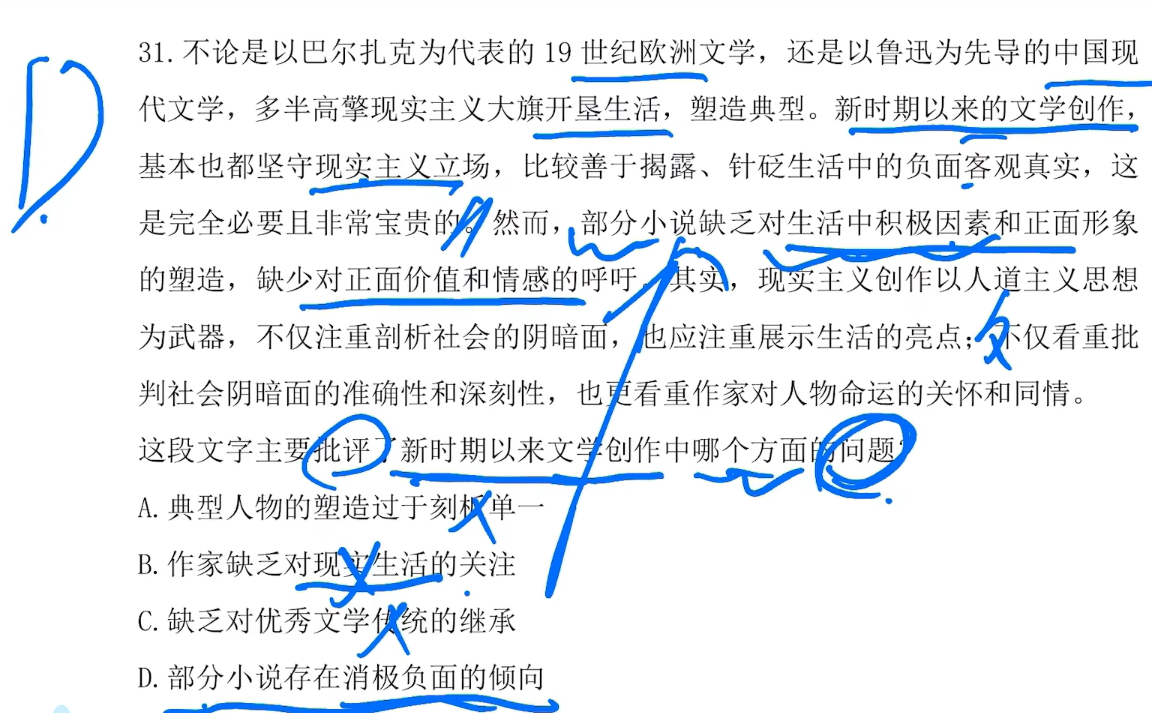 D
31.不论是以巴尔扎克为代表的 19 世纪欧洲文学，还是以鲁迅为先导的中国现
代文学，多半高擎现实主义大旗开垦生活，塑造典型。新时期以来的文学创作，
基本也都坚守现实主义立场，比较善于揭露、针砭生活中的负面客观真实，这
是完全必要且非常宝贵的。然而，部分小说缺乏对生活中积极因素和正面形象
的塑造，缺少对正面价值和情感的呼吁。其实，现实主义创作以人道主义思想
为武器，不仅注重剖析社会的阴暗面，也应注重展示生活的亮点；不仅看重批
判社会阴暗面的准确性和深刻性，也更看重作家对人物命运的关怀和同情。
这段文字主要批评了新时期以来文学创作中哪个方面的问题？
A.典型人物的塑造过于刻板单一
B.作家缺乏对现实生活的关注
C.缺乏对优秀文学传统的继承
D.部分小说存在消极负面的倾向